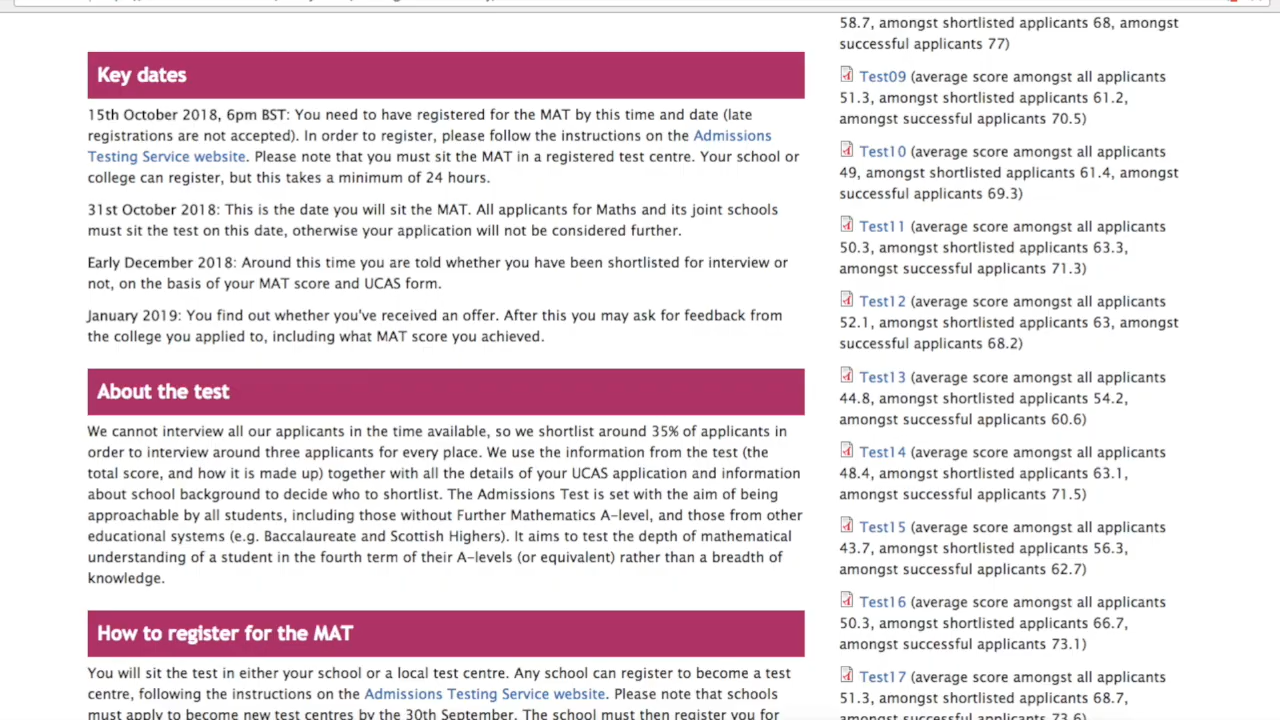 Key dates
15th October 2018, 6pm BST: You need to have registered for the MAT by this time and date (late
registrations are not accepted). In order to register, please follow the instructions on the Admissions
Testing Service website. Please note that you must sit the MAT in a registered test centre. Your school or
college can register, but this takes a minimum of 24 hours.
31st October 2018: This is the date you will sit the MAT. All applicants for Maths and its joint schools
must sit the test on this date, otherwise your application will not be considered further.
Early December 2018: Around this time you are told whether you have been shortlisted for interview or
not, on the basis of your MAT score and UCAS form.
January 2019: You find out whether you've received an offer. After this you may ask for feedback from
the college you applied to, including what MAT score you achieved.
About the test
We cannot interview all our applicants in the time available, so we shortlist around 35% of applicants in
order to interview around three applicants for every place. We use the information from the test (the
total score, and how it is made up) together with all the details of your UCAS application and information
about school background to decide who to shortlist. The Admissions Test is set with the aim of being
approachable by all students, including those without Further Mathematics A-level, and those from other
educational systems (e.g. Baccalaureate and Scottish Highers). It aims to test the depth of mathematical
understanding of a student in the fourth term of their A-levels (or equivalent) rather than a breadth of
knowledge.
How to register for the MAT
You will sit the test in either your school or a local test centre. Any school can register to become a test
centre, following the instructions on the Admissions Testing Service website. Please note that schools
must apply to become new test centres by the 30th September. The school must then register you for
58.7, amongst shortlisted applicants 68, amongst
successful applicants 77)
Test09 (average score amongst all applicants
51.3, amongst shortlisted applicants 61.2,
amongst successful applicants 70.5)
Test10 (average score amongst all applicants
49, amongst shortlisted applicants 61.4, amongst
successful applicants 69.3)
Test11 (average score amongst all applicants
50.3, amongst shortlisted applicants 63.3,
amongst successful applicants 71.3)
Test12 (average score amongst all applicants
52.1, amongst shortlisted applicants 63, amongst
successful applicants 68.2)
Test13 (average score amongst all applicants
44.8, amongst shortlisted applicants 54.2,
amongst successful applicants 60.6)
Test14 (average score amongst all applicants
48.4, amongst shortlisted applicants 63.1,
amongst successful applicants 71.5)
Test15 (average score amongst all applicants
43.7, amongst shortlisted applicants 56.3,
amongst successful applicants 62.7)
Test16 (average score amongst all applicants
50.3, amongst shortlisted applicants 66.7,
amongst successful applicants 73.1)
Test17 (average score amongst all applicants
51.3, amongst shortlisted applicants 68.7,
amongst successful applicants 73.6)